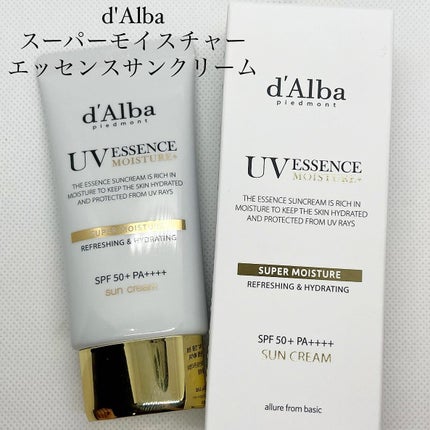 d'Alba
スーパーモイスチャー
エッセンスサンクリーム
d'Alba
piedmont
UV ESSENCE
MOISTURE+
THE ESSENCE SUNCREAM IS RICH IN
MOISTURE TO KEEP THE SKIN HYDRATED
AND PROTECTED FROM UV RAYS
SUPER MOISTURE
REFRESHING & HYDRATING
SPF 50+ PA++++
sun cream
d'Alba
piedmont
UV ESSENCE
MOISTURE+
THE ESSENCE SUNCREAM IS RICH IN
MOISTURE TO KEEP THE SKIN HYDRATED
AND PROTECTED FROM UV RAYS
SUPER MOISTURE
REFRESHING & HYDRATING
SPF 50+ PA++++
SUN CREAM
allure from basic